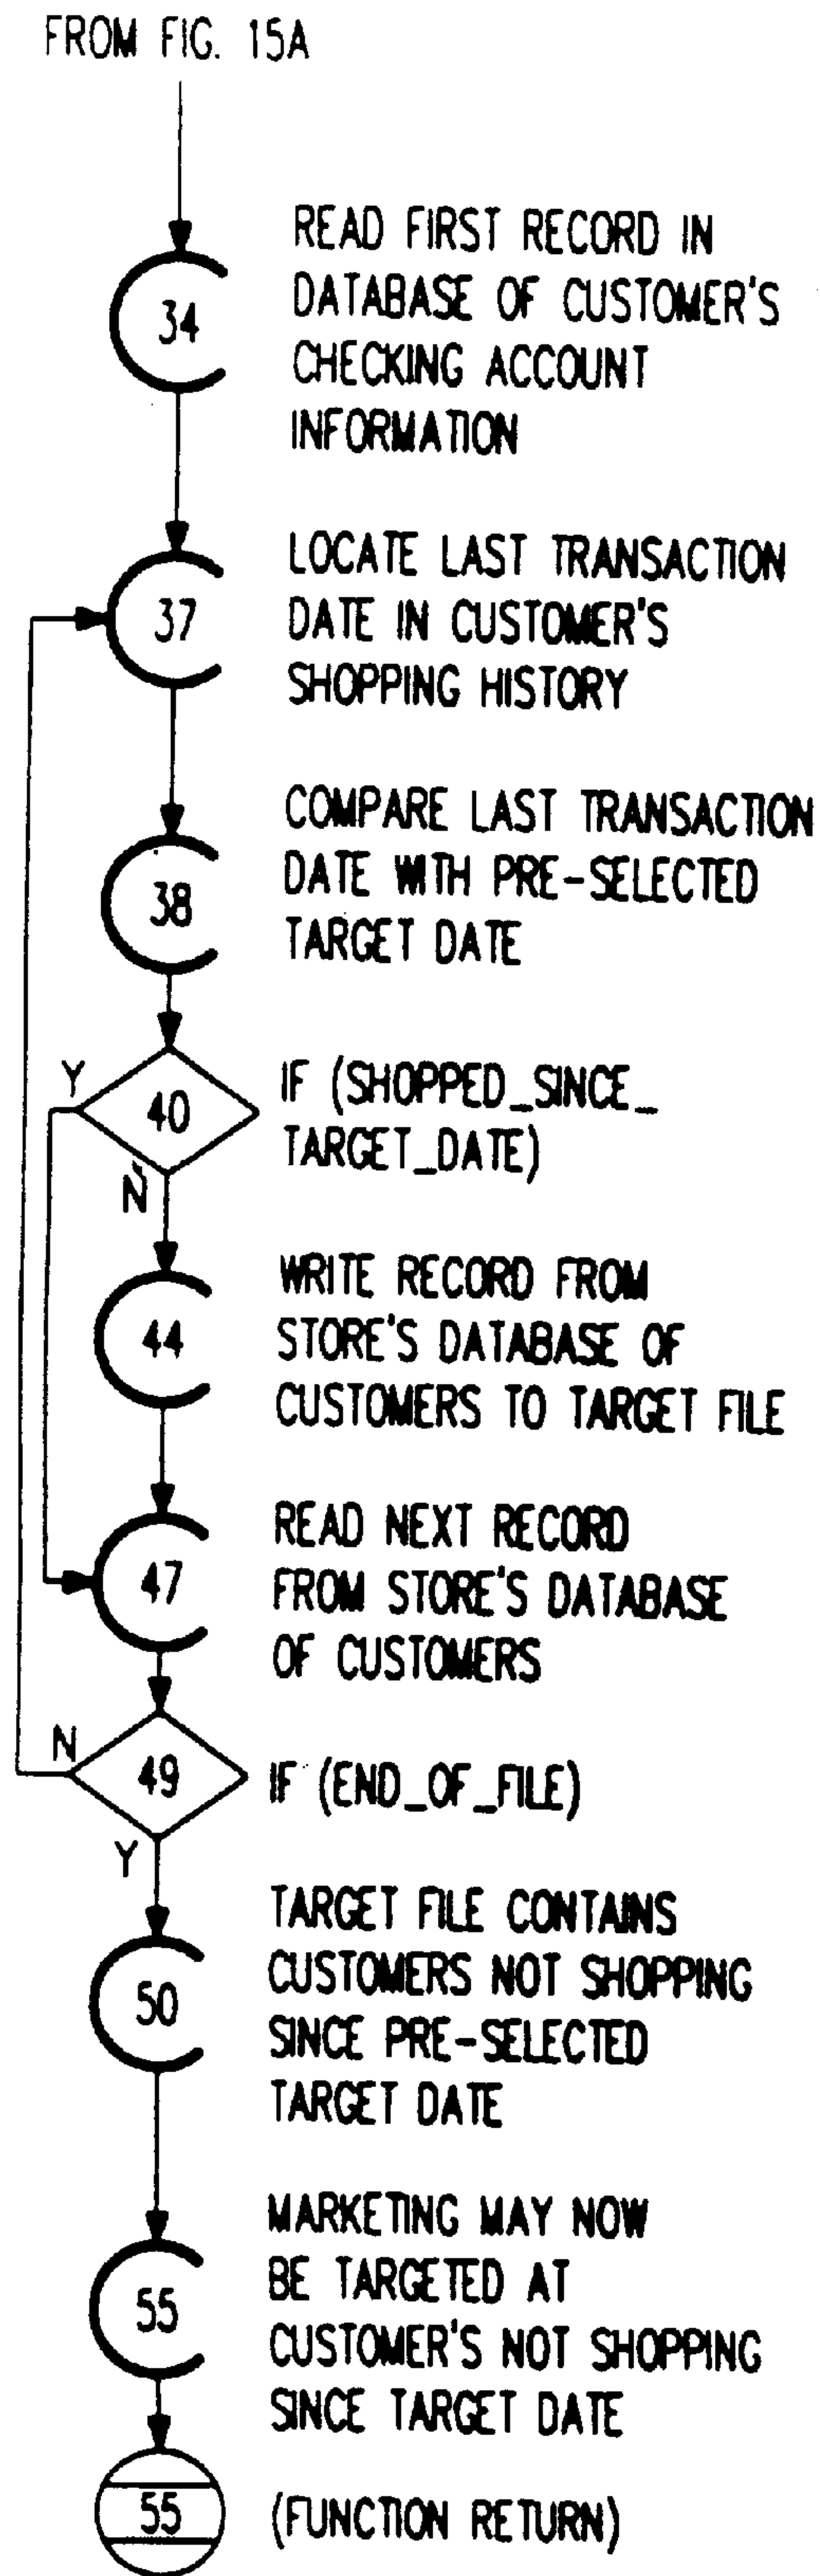 FROM FIG. 15A
34
READ FIRST RECORD IN
DATABASE OF CUSTOMER'S
CHECKING ACCOUNT
INFORMATION
37
LOCATE LAST TRANSACTION
DATE IN CUSTOMER'S
SHOPPING HISTORY
38
COMPARE LAST TRANSACTION
DATE WITH PRE-SELECTED
TARGET DATE
Y
40
N
IF (SHOPPED_SINCE_
TARGET_DATE)
44
WRITE RECORD FROM
STORE'S DATABASE OF
CUSTOMERS TO TARGET FILE
47
READ NEXT RECORD
FROM STORE'S DATABASE
OF CUSTOMERS
N
49
Y
IF (END_OF_FILE)
50
TARGET FILE CONTAINS
CUSTOMERS NOT SHOPPING
SINCE PRE-SELECTED
TARGET DATE
55
MARKETING MAY NOW
BE TARGETED AT
CUSTOMER'S NOT SHOPPING
SINCE TARGET DATE
55
(FUNCTION RETURN)